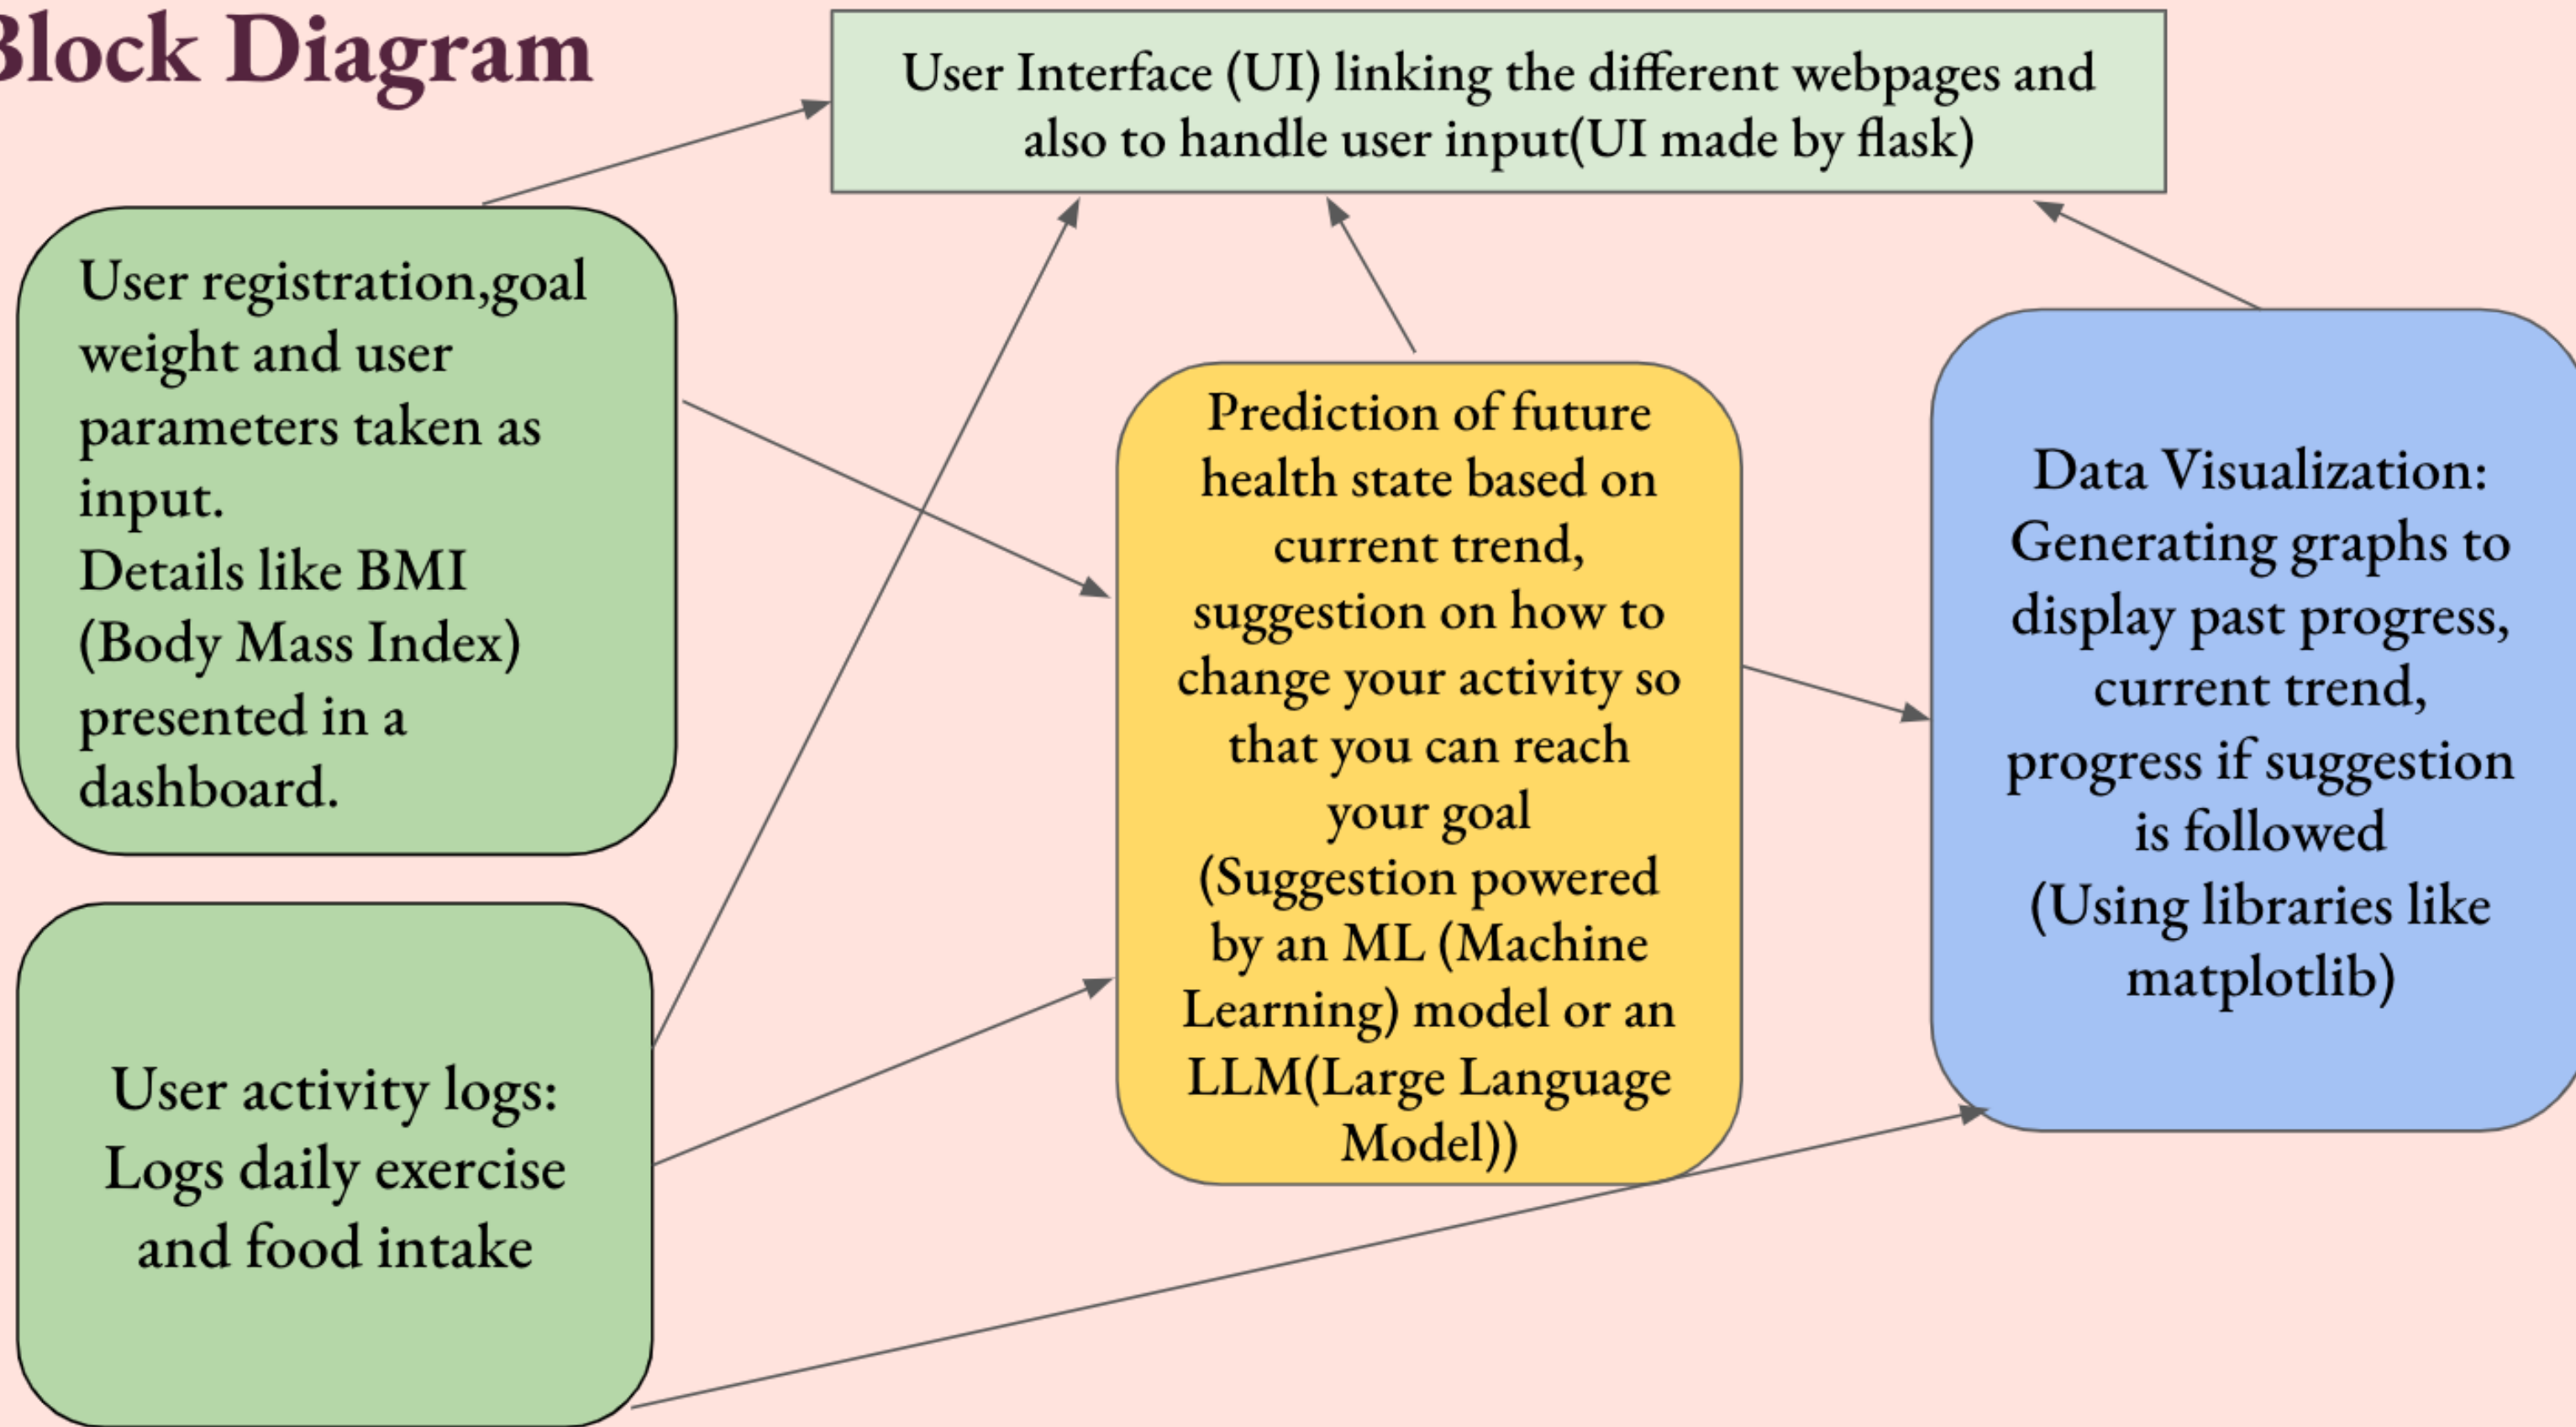 Block Diagram
User Interface (UI) linking the different webpages and
also to handle user input(UI made by flask)
User registration,goal
weight and user
parameters taken as
input.
Details like BMI
(Body Mass Index)
presented in a
dashboard.
User activity logs:
Logs daily exercise
and food intake
Prediction of future
health state based on
current trend,
suggestion on how to
change your activity so
that you can reach
your goal
(Suggestion powered
by an ML (Machine
Learning) model or an
LLM(Large Language
Model))
Data Visualization:
Generating graphs to
display past progress,
current trend,
progress if suggestion
is followed
(Using libraries like
matplotlib)